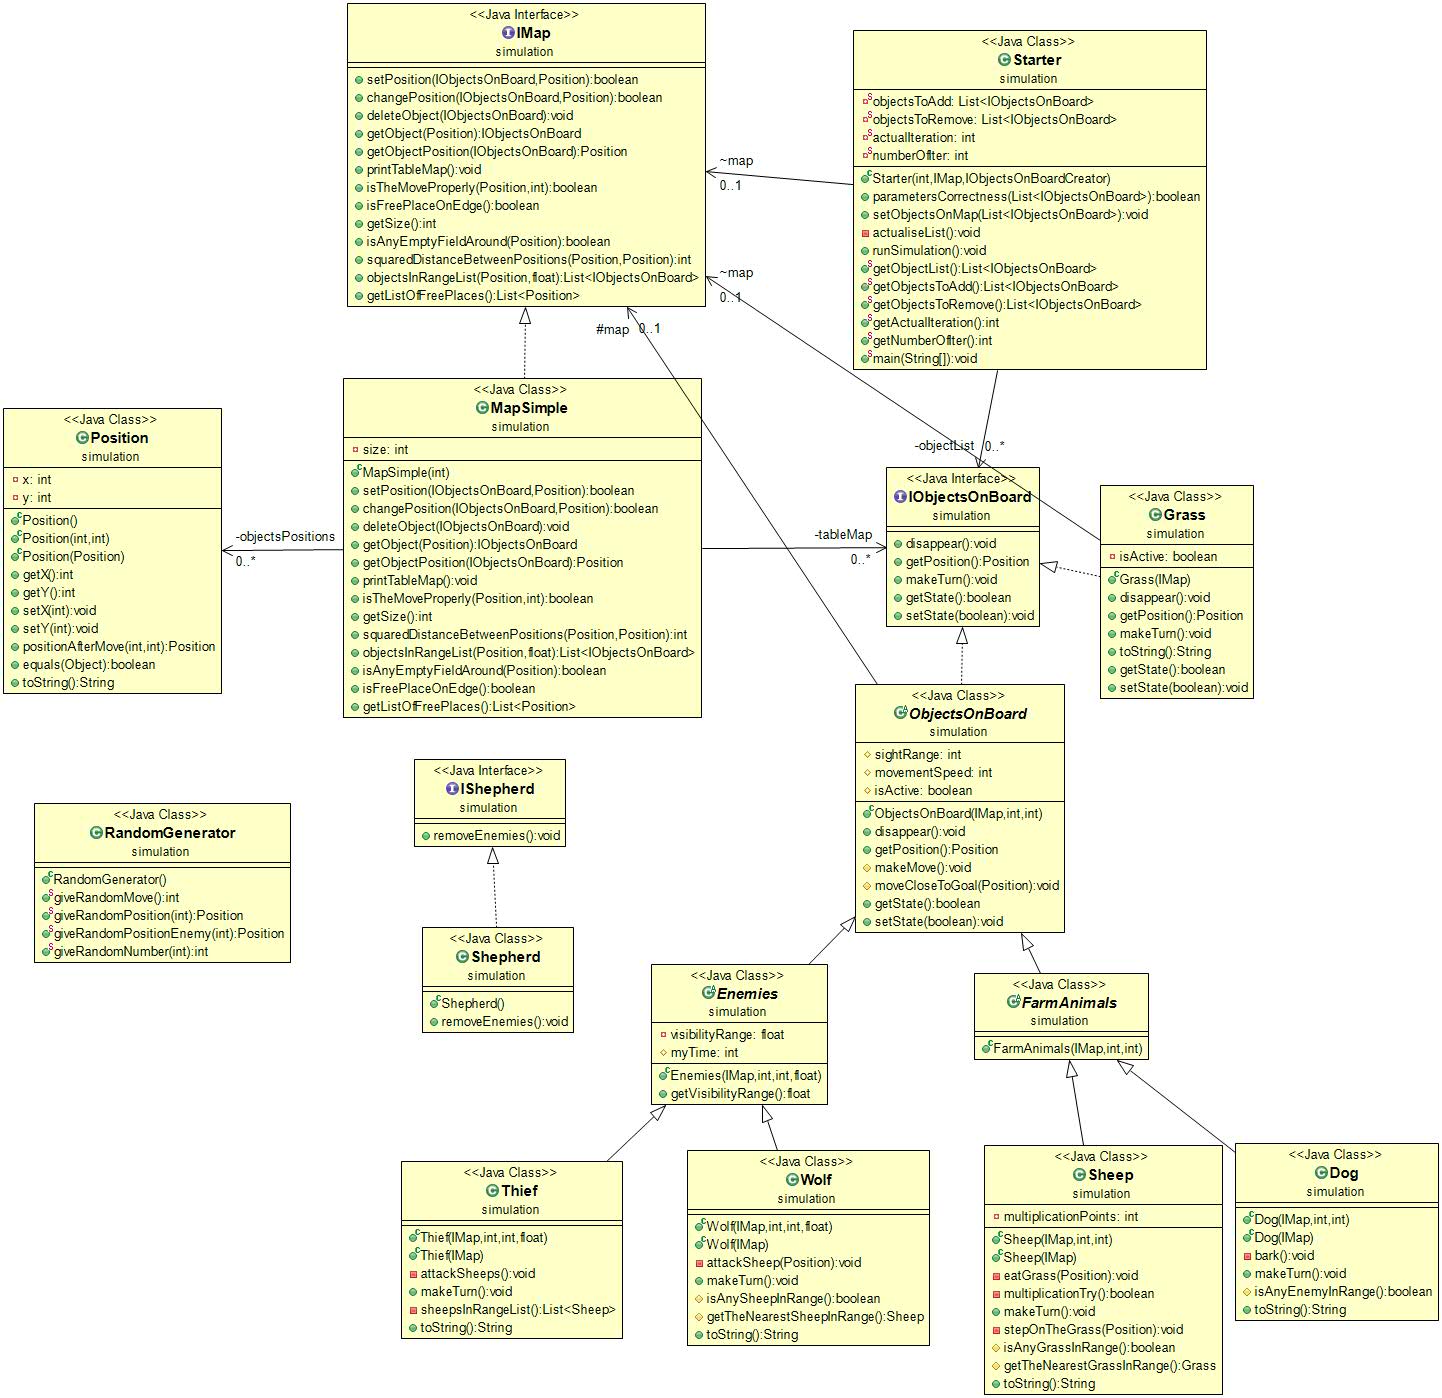 <<Java Interface>>
IMap
simulation
setPosition(IObjectsOnBoard,Position):boolean
changePosition(IObjectsOnBoard,Position):boolean
deleteObject(IObjectsOnBoard):void
getObject(Position):IObjectsOnBoard
getObjectPosition(IObjectsOnBoard):Position
printTableMap():void
isTheMoveProperly(Position,int):boolean
isFreePlaceOnEdge():boolean
getSize():int
isAnyEmptyFieldAround(Position):boolean
squaredDistanceBetweenPositions(Position,Position):int
objectsInRangeList(Position,float):List<IObjectsOnBoard>
getListOfFreePlaces():List<Position>
<<Java Class>>
Starter
simulation
objectsToAdd: List<IObjectsOnBoard>
objectsToRemove: List<IObjectsOnBoard>
actualIteration: int
numberOfIter: int
Starter(int,IMap,IObjectsOnBoardCreator)
parametersCorrectness(List<IObjectsOnBoard>):boolean
setObjectsOnMap(List<IObjectsOnBoard>):void
actualiseList():void
runSimulation():void
getObjectList():List<IObjectsOnBoard>
getObjectsToAdd():List<IObjectsOnBoard>
getObjectsToRemove():List<IObjectsOnBoard>
getActualIteration():int
getNumberOfIter():int
main(String[]):void
~map
0..1
~map
0..1
#map 0..1
-objectList 0..*
<<Java Class>>
Position
simulation
x: int
y: int
Position()
Position(int,int)
Position(Position)
getX():int
getY():int
setX(int):void
setY(int):void
positionAfterMove(int,int):Position
equals(Object):boolean
toString():String
-objectsPositions
0..*
<<Java Class>>
MapSimple
simulation
size: int
MapSimple(int)
setPosition(IObjectsOnBoard,Position):boolean
changePosition(IObjectsOnBoard,Position):boolean
deleteObject(IObjectsOnBoard):void
getObject(Position):IObjectsOnBoard
getObjectPosition(IObjectsOnBoard):Position
printTableMap():void
isTheMoveProperly(Position,int):boolean
getSize():int
squaredDistanceBetweenPositions(Position,Position):int
objectsInRangeList(Position,float):List<IObjectsOnBoard>
isAnyEmptyFieldAround(Position):boolean
isFreePlaceOnEdge():boolean
getListOfFreePlaces():List<Position>
-tableMap
0..*
<<Java Interface>>
IObjectsOnBoard
simulation
disappear():void
getPosition():Position
makeTurn():void
getState():boolean
setState(boolean):void
<<Java Class>>
Grass
simulation
isActive: boolean
Grass(IMap)
disappear():void
getPosition():Position
makeTurn():void
toString():String
getState():boolean
setState(boolean):void
<<Java Class>>
ObjectsOnBoard
simulation
sightRange: int
movementSpeed: int
isActive: boolean
ObjectsOnBoard(IMap,int,int)
disappear():void
getPosition():Position
makeMove():void
moveCloseToGoal(Position):void
getState():boolean
setState(boolean):void
<<Java Interface>>
IShepherd
simulation
removeEnemies():void
<<Java Class>>
RandomGenerator
simulation
RandomGenerator()
giveRandomMove():int
giveRandomPosition(int):Position
giveRandomPositionEnemy(int):Position
giveRandomNumber(int):int
<<Java Class>>
Shepherd
simulation
Shepherd()
removeEnemies():void
<<Java Class>>
Enemies
simulation
visibilityRange: float
myTime: int
Enemies(IMap,int,int,float)
getVisibilityRange():float
<<Java Class>>
FarmAnimals
simulation
FarmAnimals(IMap,int,int)
<<Java Class>>
Thief
simulation
Thief(IMap,int,int,float)
Thief(IMap)
attackSheeps():void
makeTurn():void
sheepsInRangeList():List<Sheep>
toString():String
<<Java Class>>
Wolf
simulation
Wolf(IMap,int,int,float)
Wolf(IMap)
attackSheep(Position):void
makeTurn():void
isAnySheepInRange():boolean
getTheNearestSheepInRange():Sheep
toString():String
<<Java Class>>
Sheep
simulation
multiplicationPoints: int
Sheep(IMap,int,int)
Sheep(IMap)
eatGrass(Position):void
multiplicationTry():boolean
makeTurn():void
stepOnTheGrass(Position):void
isAnyGrassInRange():boolean
getTheNearestGrassInRange():Grass
toString():String
<<Java Class>>
Dog
simulation
Dog(IMap,int,int)
Dog(IMap)
bark():void
makeTurn():void
isAnyEnemyInRange():boolean
toString():String